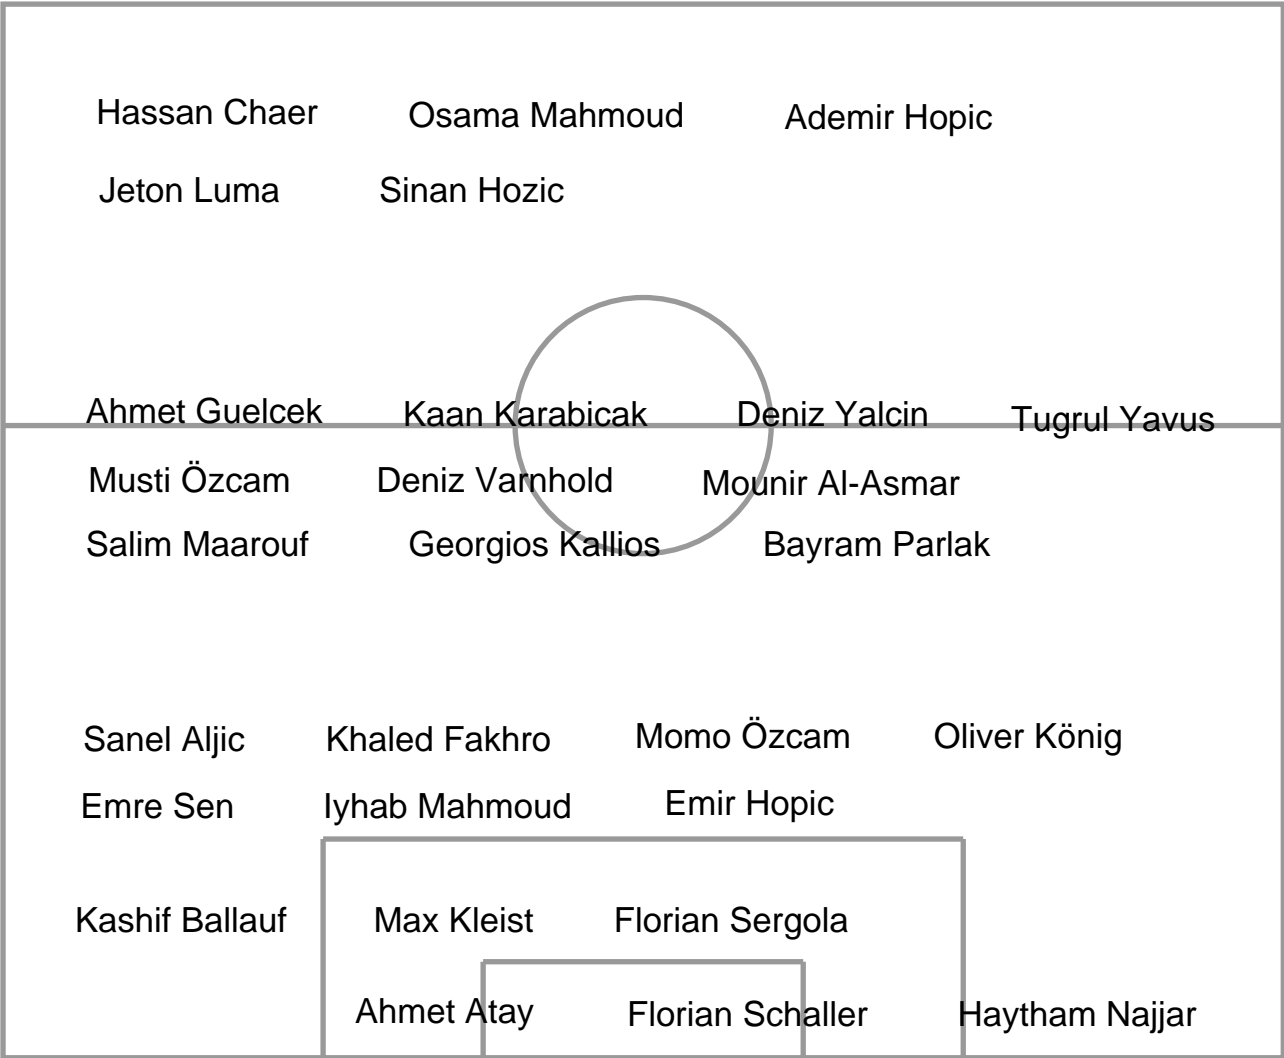 Hassan Chaer Osama Mahmoud Ademir Hopic
Jeton Luma Sinan Hozic
Ahmet Guelcek Kaan Karabicak Deniz Yalcin Tugrul Yavus
Musti Özcam Deniz Varnhold Mounir Al-Asmar
Salim Maarouf Georgios Kallios Bayram Parlak
Sanel Aljic Khaled Fakhro Momo Özcam Oliver König
Emre Sen Iyhab Mahmoud Emir Hopic
Kashif Ballauf Max Kleist Florian Sergola
Ahmet Atay Florian Schaller Haytham Najjar